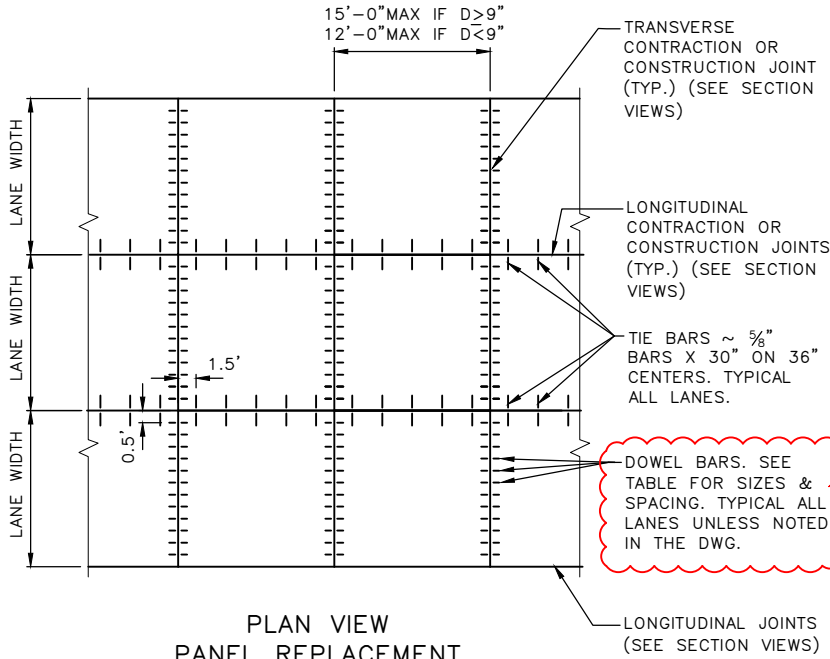 15'-0"MAX IF D>9"
12'-0"MAX IF D<9"
TRANSVERSE
CONTRACTION OR
CONSTRUCTION JOINT
(TYP.) (SEE SECTION
VIEWS)
LANE WIDTH
LONGITUDINAL
CONTRACTION OR
CONSTRUCTION JOINTS
(TYP.) (SEE SECTION
VIEWS)
LANE WIDTH
1.5'
TIE BARS ~ ⅝"
BARS X 30" ON 36"
CENTERS. TYPICAL
ALL LANES.
0.5'
LANE WIDTH
DOWEL BARS. SEE
TABLE FOR SIZES &
SPACING. TYPICAL ALL
LANES UNLESS NOTED
IN THE DWG.
PLAN VIEW
PANEL REPLACEMENT
LONGITUDINAL JOINTS
(SEE SECTION VIEWS)